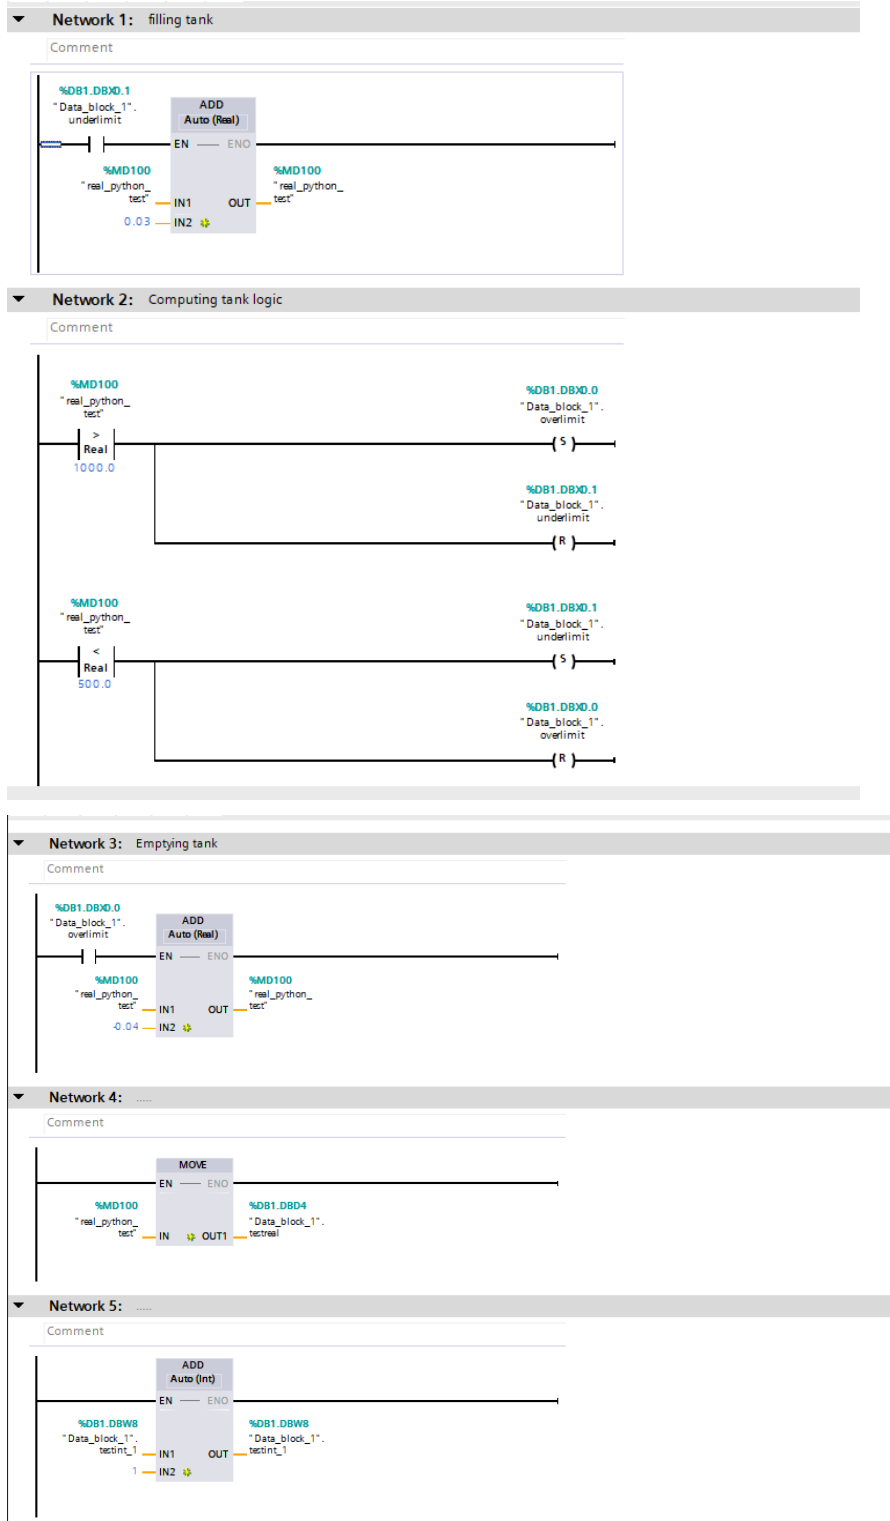 Network 1: filling tank
Comment
%DB1.DBX0.1
"Data_block_1".
underlimit
ADD
Auto (Real)
EN ENO
%MD100
"real_python_
test"
IN1
0.03
IN2
OUT
%MD100
"real_python_
test"
Network 2: Computing tank logic
Comment
%MD100
"real_python_
test"
>
Real
1000.0
%DB1.DBX0.0
"Data_block_1".
overlimit
S
%DB1.DBX0.1
"Data_block_1".
underlimit
R
%MD100
"real_python_
test"
<
Real
500.0
%DB1.DBX0.1
"Data_block_1".
underlimit
S
%DB1.DBX0.0
"Data_block_1".
overlimit
R
Network 3: Emptying tank
Comment
%DB1.DBX0.0
"Data_block_1".
overlimit
ADD
Auto (Real)
EN ENO
%MD100
"real_python_
test"
IN1
-0.04
IN2
OUT
%MD100
"real_python_
test"
Network 4: .....
Comment
MOVE
EN ENO
%MD100
"real_python_
test"
IN
OUT1
%DB1.DBD4
"Data_block_1".
testreal
Network 5: .....
Comment
ADD
Auto (Int)
EN ENO
%DB1.DBW8
"Data_block_1".
testint_1
IN1
1
IN2
OUT
%DB1.DBW8
"Data_block_1".
testint_1